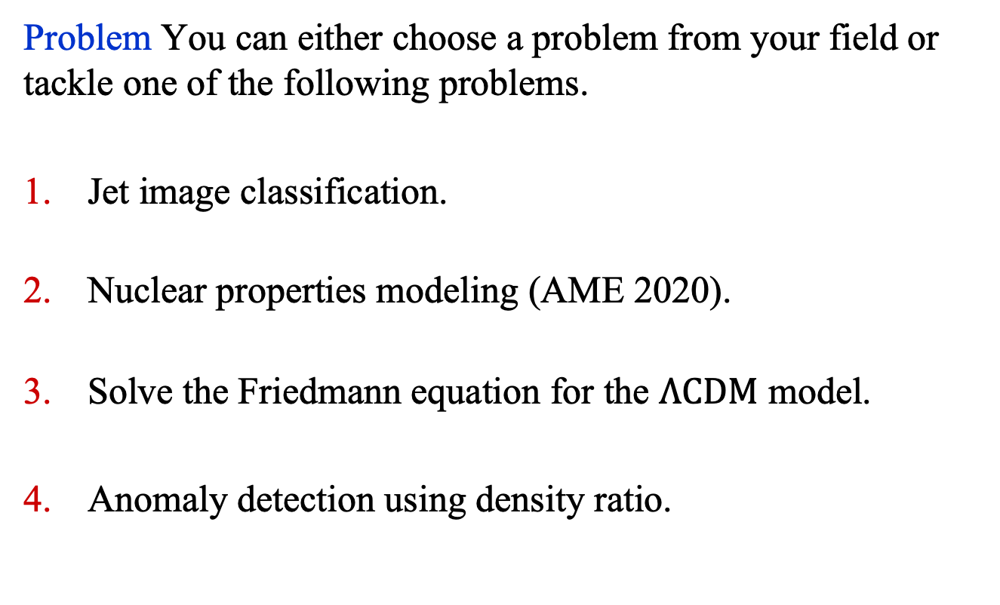 Problem You can either choose a problem from your field or
tackle one of the following problems.
1. Jet image classification.
2. Nuclear properties modeling (AME 2020).
3. Solve the Friedmann equation for the ΛCDM model.
4. Anomaly detection using density ratio.